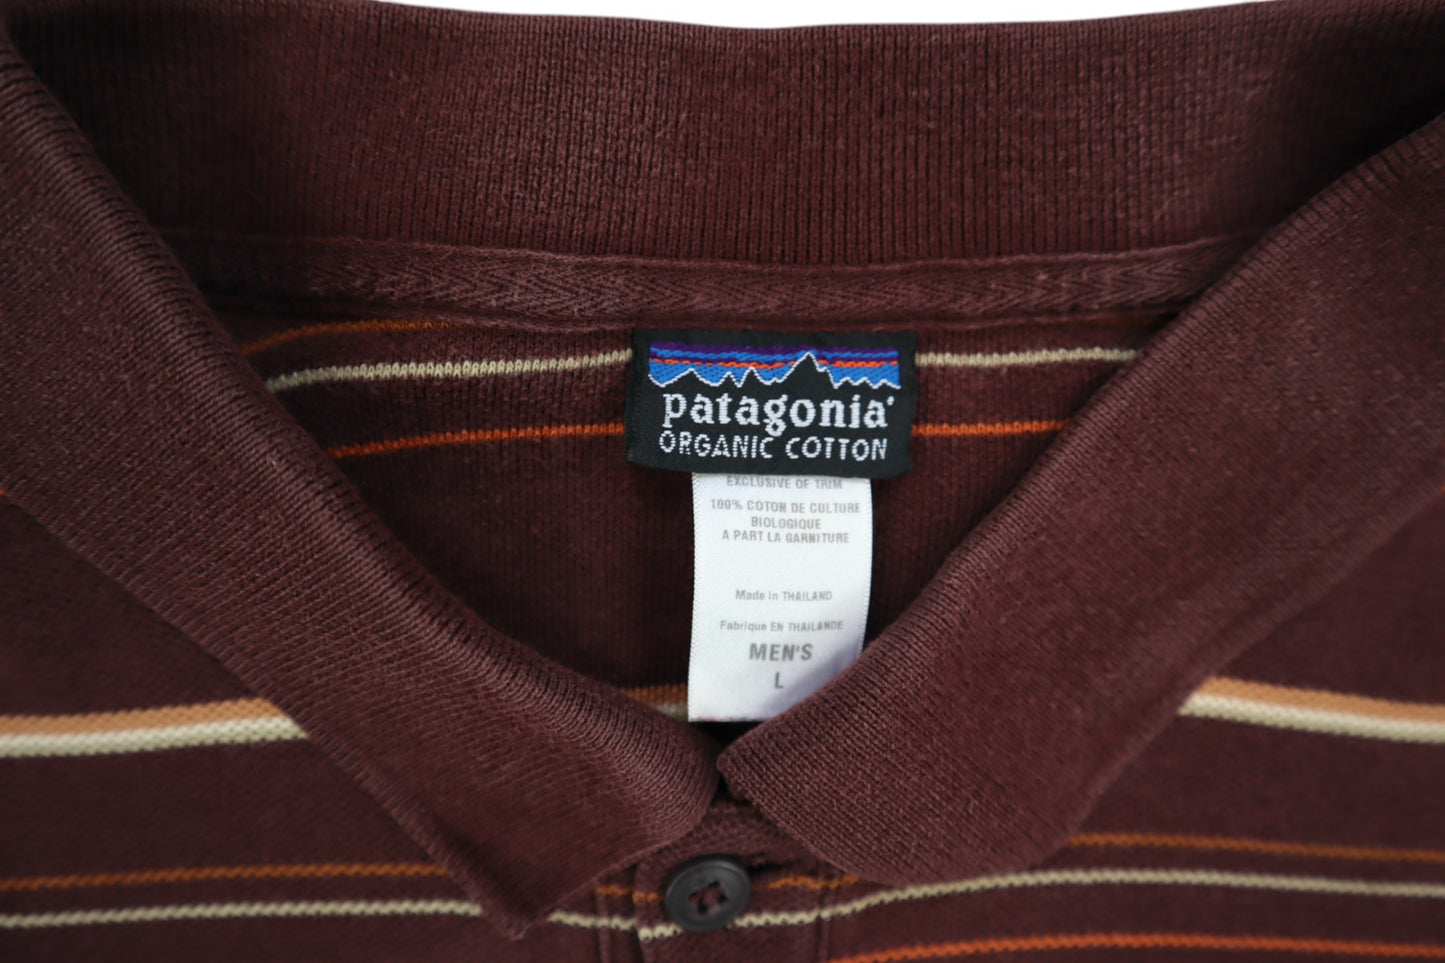 patagonia®
ORGANIC COTTON
EXCLUSIVE OF TRIM
100% COTON DE CULTURE
BIOLOGIQUE
A PART LA GARNITURE
Made in THAILAND
Fabrique EN THAILANDE
MEN'S
L